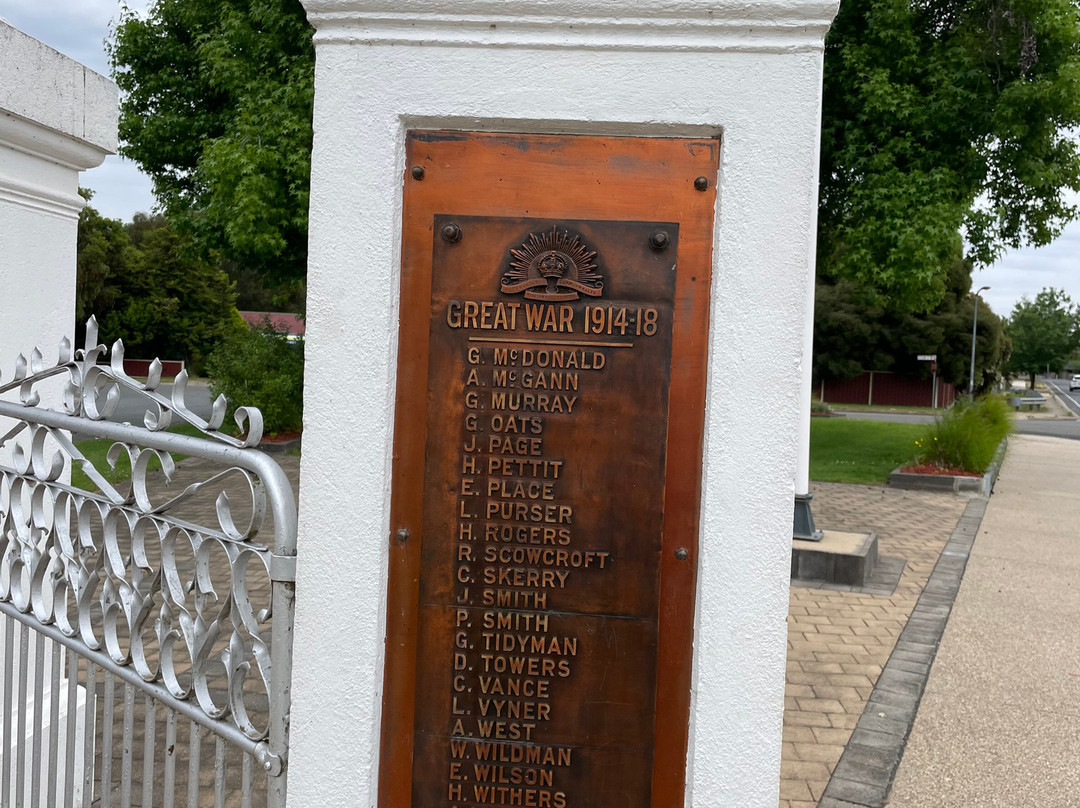 GREAT WAR 1914-18
G. McDONALD
A. McGANN
G. MURRAY
G. OATS
J. PAGE
H. PETTIT
E. PLACE
L. PURSER
H. ROGERS
R. SCOWCROFT
C. SKERRY
J. SMITH
P. SMITH
G. TIDYMAN
D. TOWERS
C. VANCE
L. VYNER
A. WEST
W. WILDMAN
E. WILSON
H. WITHERS